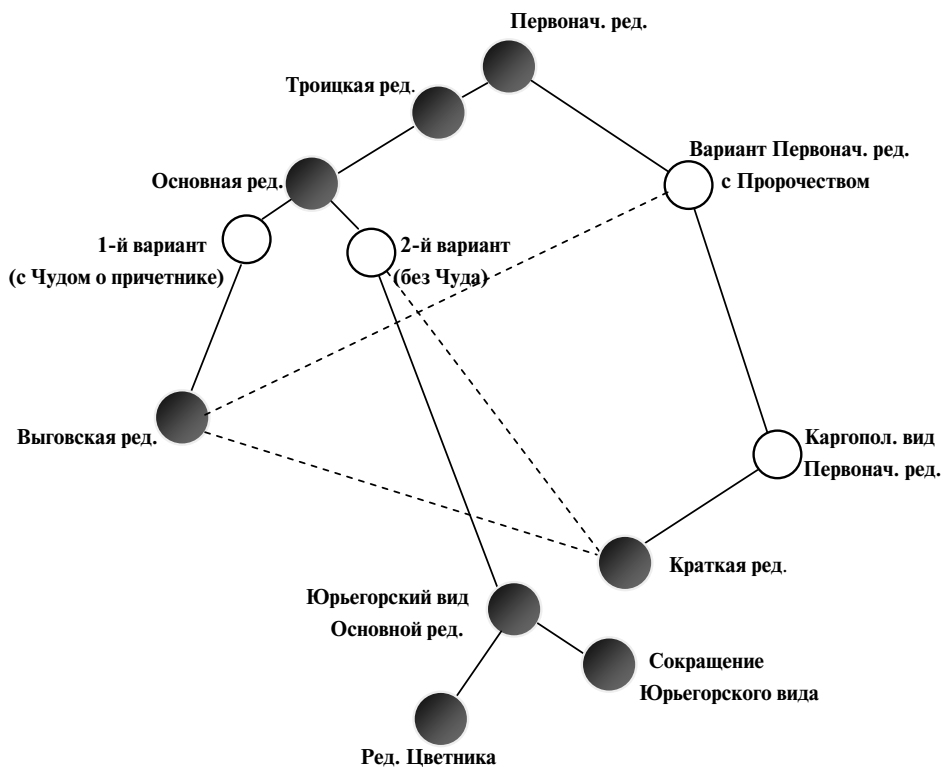 Первонач. ред.
Троицкая ред.
Вариант Первонач. ред.
с Пророчеством
Основная ред.
1-й вариант
(с Чудом о причетнике)
2-й вариант
(без Чуда)
Выговская ред.
Каргопол. вид
Первонач. ред.
Краткая ред.
Юрьегорский вид
Основной ред.
Сокращение
Юрьегорского вида
Ред. Цветника